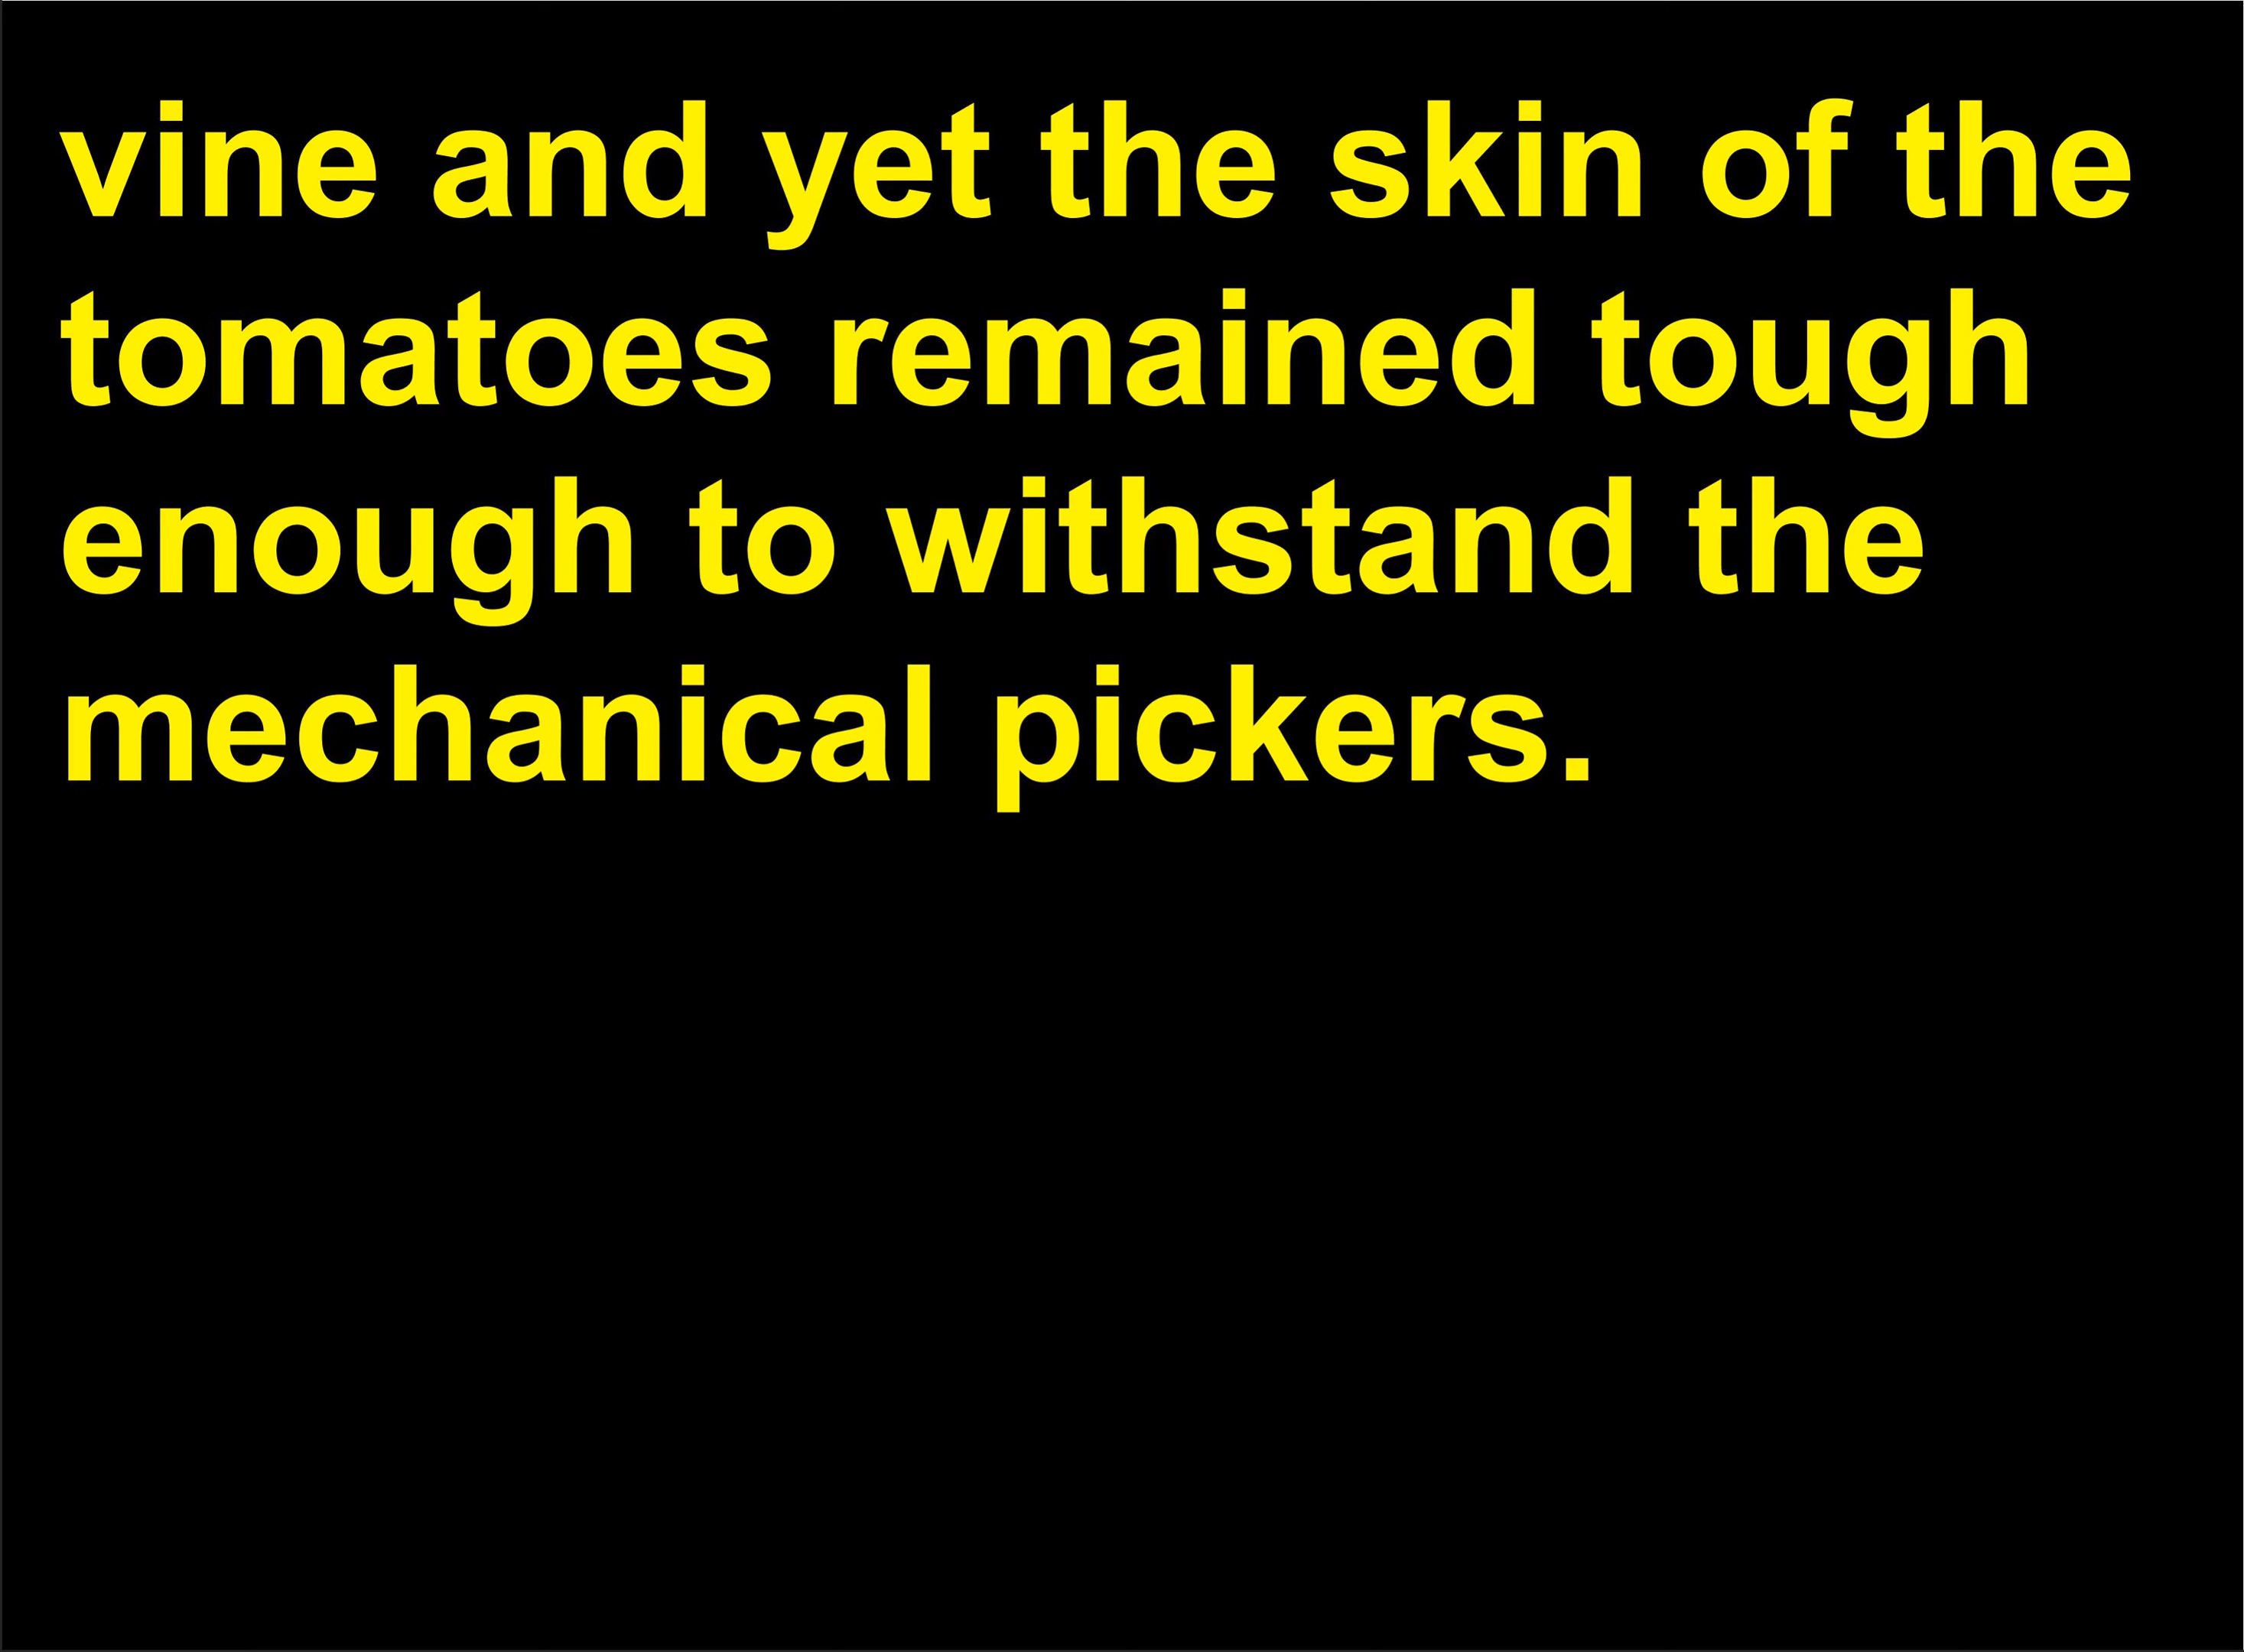 vine and yet the skin of the
tomatoes remained tough
enough to withstand the
mechanical pickers.